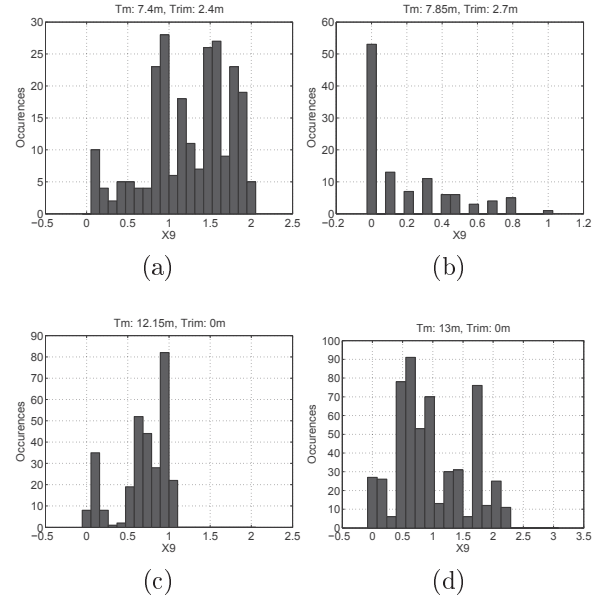 Tm: 7.4m, Trim: 2.4m
Occurences
30
25
20
15
10
5
0
−0.5 0 0.5 1 1.5 2 2.5
X9
(a)
Tm: 7.85m, Trim: 2.7m
Occurences
60
50
40
30
20
10
0
−0.2 0 0.2 0.4 0.6 0.8 1 1.2
X9
(b)
Tm: 12.15m, Trim: 0m
Occurences
90
80
70
60
50
40
30
20
10
0
−0.5 0 0.5 1 1.5 2 2.5
X9
(c)
Tm: 13m, Trim: 0m
Occurences
100
90
80
70
60
50
40
30
20
10
0
−0.5 0 0.5 1 1.5 2 2.5 3 3.5
X9
(d)